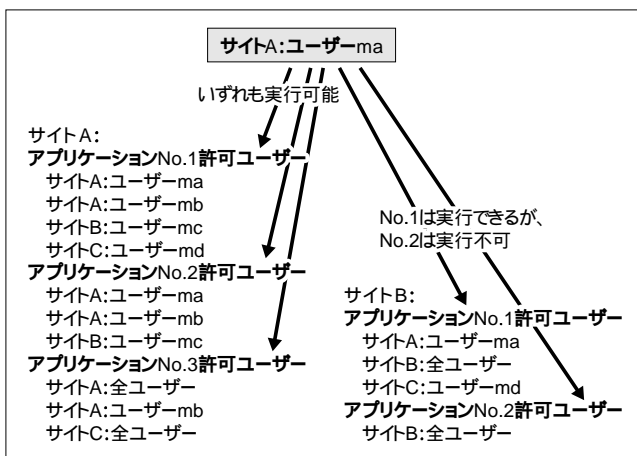 サイトA:ユーザーma
いずれも実行可能
サイトA:
アプリケーションNo.1許可ユーザー
サイトA:ユーザーma
サイトA:ユーザーmb
サイトB:ユーザーmc
サイトC:ユーザーmd
アプリケーションNo.2許可ユーザー
サイトA:ユーザーma
サイトA:ユーザーmb
サイトB:ユーザーmc
アプリケーションNo.3許可ユーザー
サイトA:全ユーザー
サイトA:ユーザーmb
サイトC:全ユーザー
No.1は実行できるが、
No.2は実行不可
サイトB:
アプリケーションNo.1許可ユーザー
サイトA:ユーザーma
サイトB:全ユーザー
サイトC:ユーザーmd
アプリケーションNo.2許可ユーザー
サイトB:全ユーザー